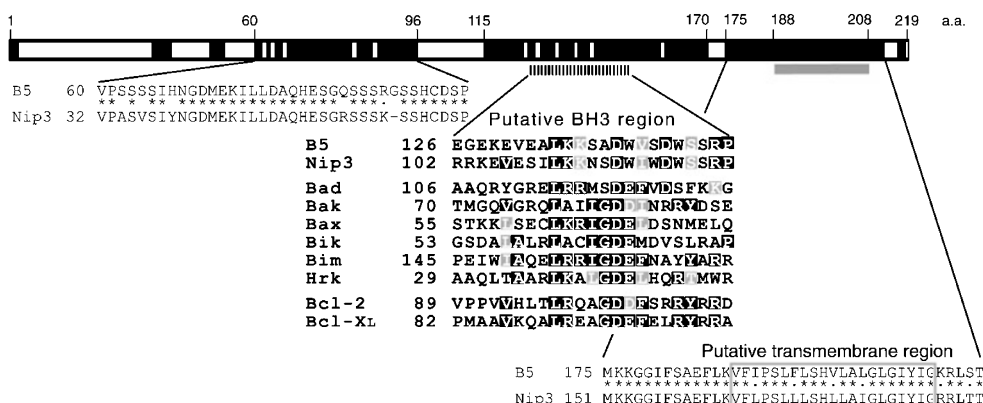 1 60 96 115 170 175 188 208 219 a.a.
B5 60 VPSSSSIHNGDMEKILLDAQHESGQSSSRGSSHCDSP
** * **.************** *** .********
Nip3 32 VPASVSIYNGDMEKILLDAQHESGRSSSK-SSHCDSP
Putative BH3 region
B5 126 EGEKEVEALKKSADWVSDWSSRP
Nip3 102 RRKEVESILKKNSDWIWDWSSRP
Bad 106 AAQRYGRELRRMSDEFVDSFKKG
Bak 70 TMGQVGRQLAIIGDDINRRYDSE
Bax 55 STKKLSECLKRIGDELDSNMELQ
Bik 53 GSDALALRLACIGDEMDVSLRAP
Bim 145 PEIWIAQELRRIGDEFNAYYARR
Hrk 29 AAQLTAARLKALGDELHQRTMWR
Bcl-2 89 VPPVVHLTLRQAGDDFSRRYRRD
Bcl-XL 82 PMAAVKQALREAGDEFELRYRRA
Putative transmembrane region
B5 175 MKKGGIFSAEFLKVFIPSLFLSHVLALGLGIYIGKRLST
Nip3 151 MKKGGIFSAEFLKVFLPSLLLSHLLAIGLGIYIGRRLTT